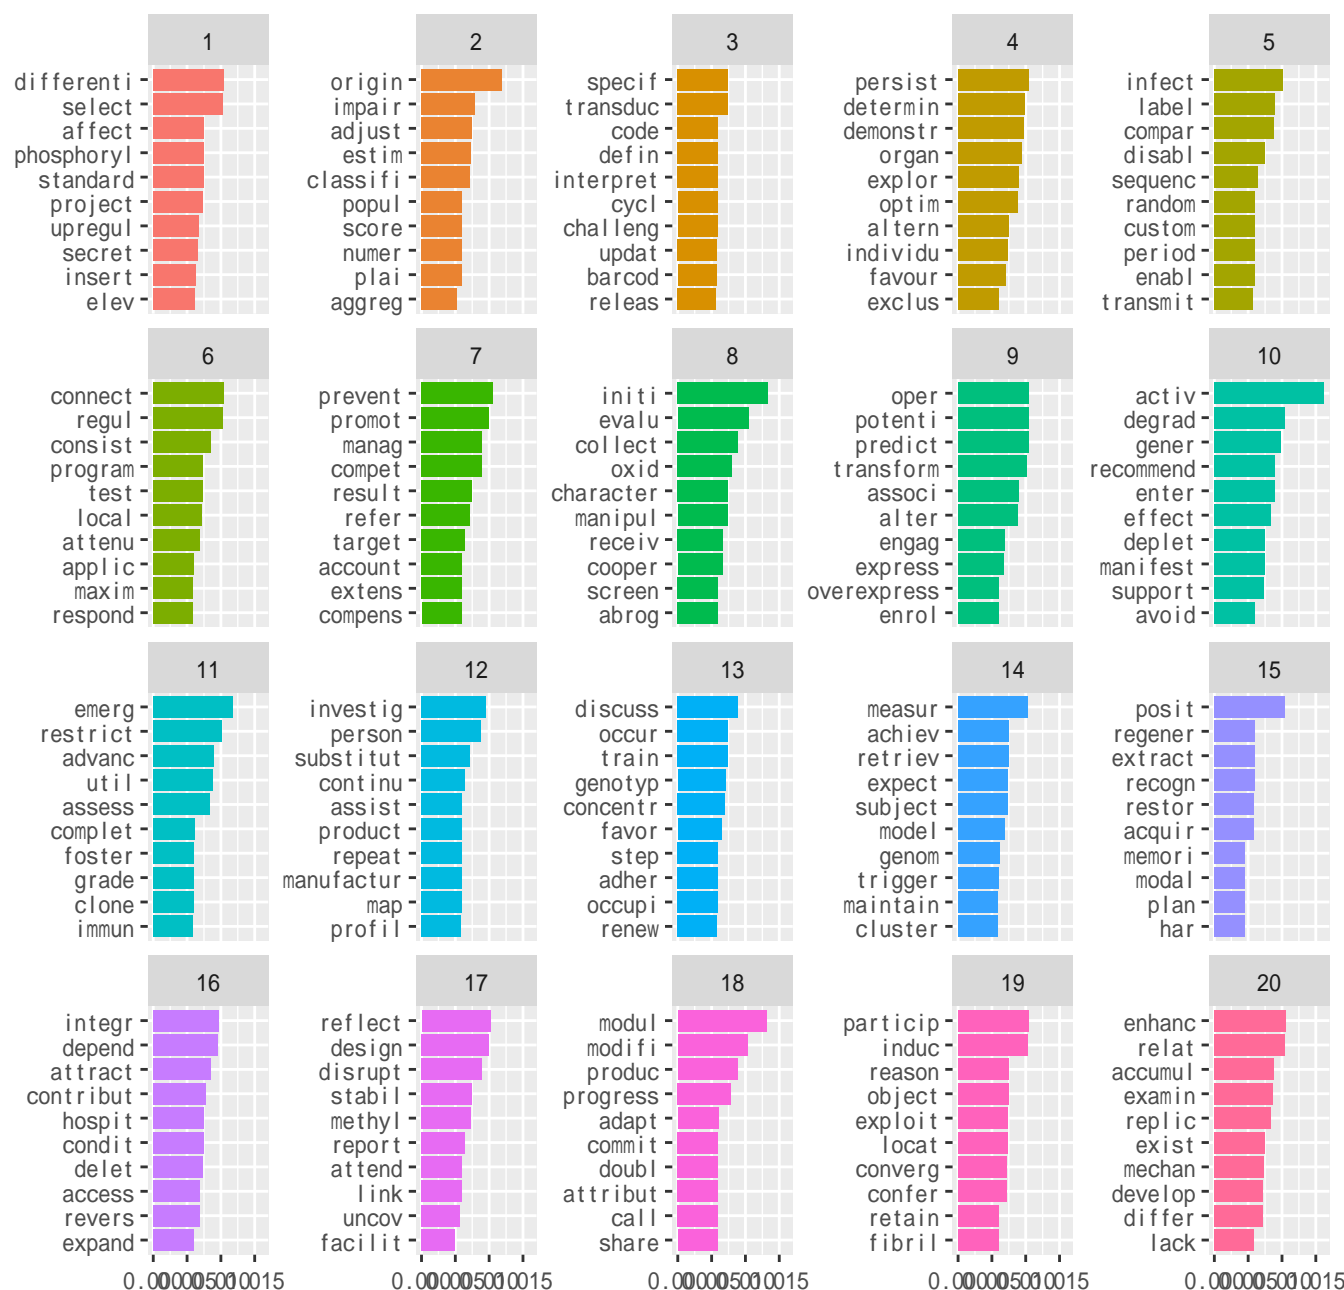 1
differenti
select
affect
phosphoryl
standard
project
upregul
secret
insert
elev
2
origin
impair
adjust
estim
classifi
popul
score
numer
plai
aggreg
3
specif
transduc
code
defin
interpret
cycl
challeng
updat
barcod
releas
4
persist
determin
demonstr
organ
explor
optim
altern
individu
favour
exclus
5
infect
label
compar
disabl
sequenc
random
custom
period
enabl
transmit
6
connect
regul
consist
program
test
local
attenu
applic
maxim
respond
7
prevent
promot
manag
compet
result
refer
target
account
extens
compens
8
initi
evalu
collect
oxid
character
manipul
receiv
cooper
screen
abrog
9
oper
potenti
predict
transform
associ
alter
engag
express
overexpress
enrol
10
activ
degrad
gener
recommend
enter
effect
deplet
manifest
support
avoid
11
emerg
restrict
advanc
util
assess
complet
foster
grade
clone
immun
12
investig
person
substitut
continu
assist
product
repeat
manufactur
map
profil
13
discuss
occur
train
genotyp
concentr
favor
step
adher
occupi
renew
14
measur
achiev
retriev
expect
subject
model
genom
trigger
maintain
cluster
15
posit
regener
extract
recogn
restor
acquir
memori
modal
plan
har
16
integr
depend
attract
contribut
hospit
condit
delet
access
revers
expand
17
reflect
design
disrupt
stabil
methyl
report
attend
link
uncov
facilit
18
modul
modifi
produc
progress
adapt
commit
doubl
attribut
call
share
19
particip
induc
reason
object
exploit
locat
converg
confer
retain
fibril
20
enhanc
relat
accumul
examin
replic
exist
mechan
develop
differ
lack